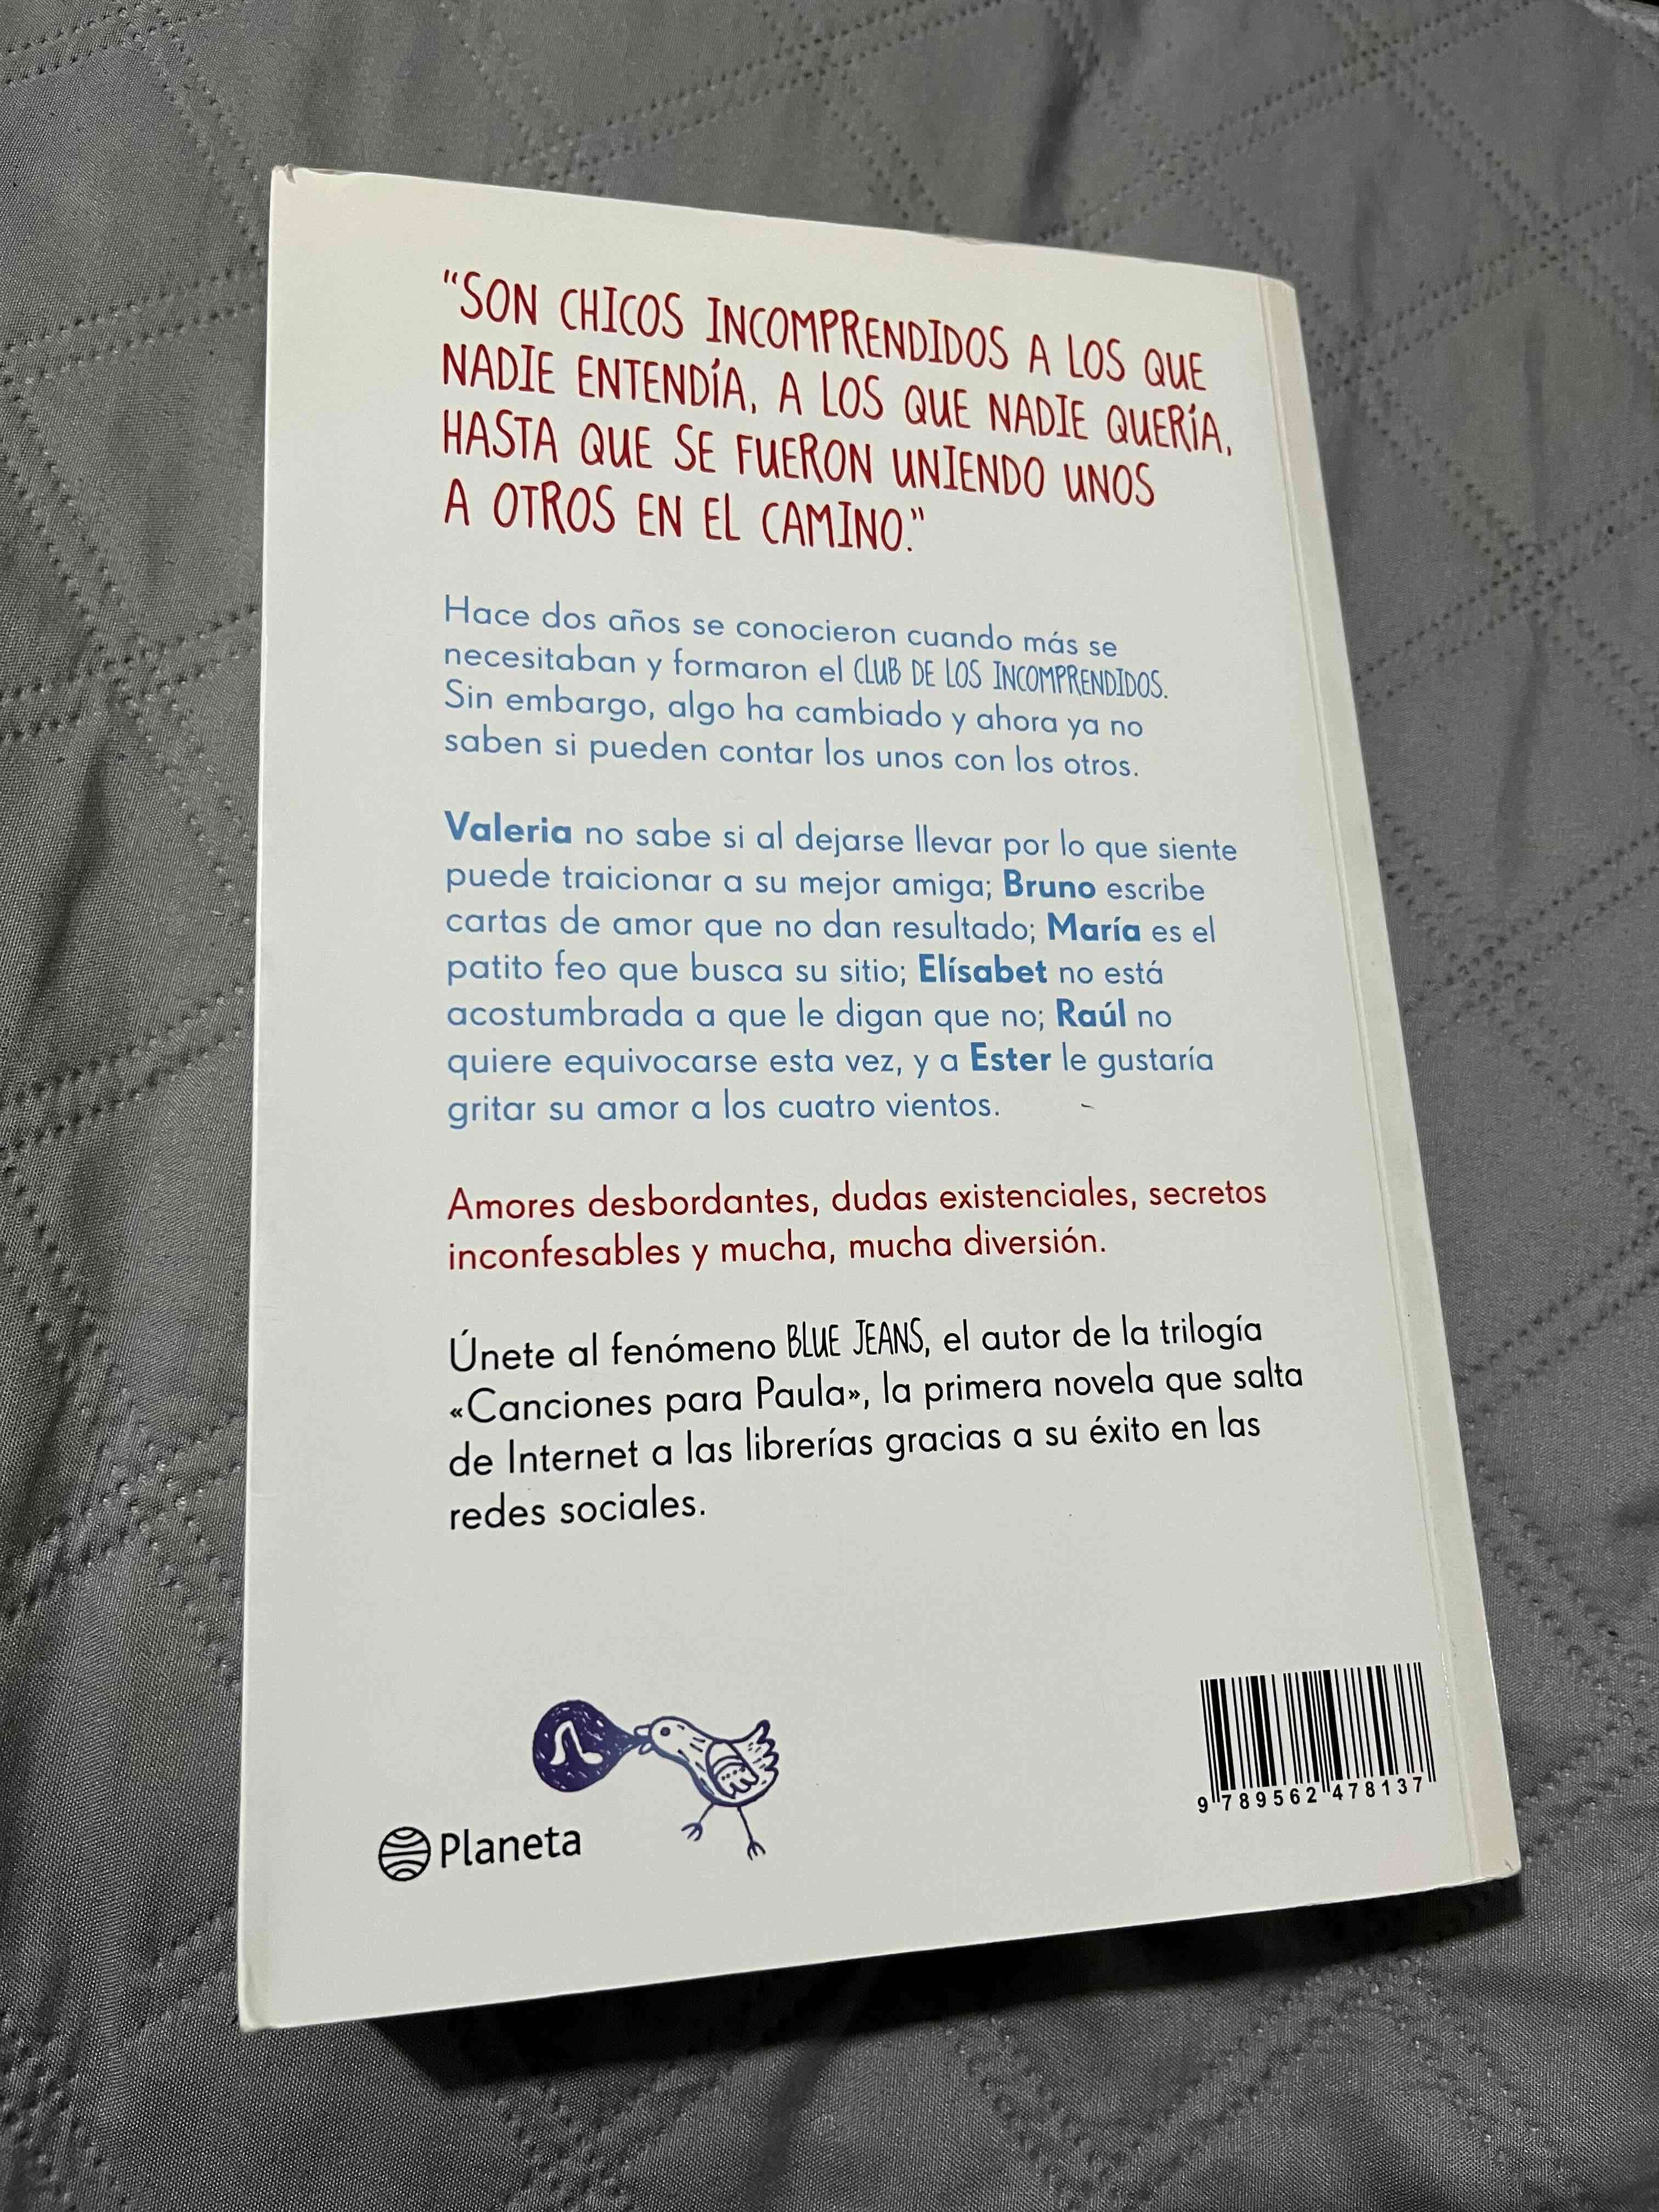 “SON CHICOS INCOMPRENDIDOS A LOS QUE
NADIE ENTENDÍA, A LOS QUE NADIE QUERÍA,
HASTA QUE SE FUERON UNIENDO UNOS
A OTROS EN EL CAMINO.”
Hace dos años se conocieron cuando más se
necesitaban y formaron el CLUB DE LOS INCOMPRENDIDOS.
Sin embargo, algo ha cambiado y ahora ya no
saben si pueden contar los unos con los otros.
Valeria no sabe si al dejarse llevar por lo que siente
puede traicionar a su mejor amiga; Bruno escribe
cartas de amor que no dan resultado; María es el
patito feo que busca su sitio; Elísabet no está
acostumbrada a que le digan que no; Raúl no
quiere equivocarse esta vez, y a Ester le gustaría
gritar su amor a los cuatro vientos.
Amores desbordantes, dudas existenciales, secretos
inconfesables y mucha, mucha diversión.
Únete al fenómeno BLUE JEANS, el autor de la trilogía
«Canciones para Paula», la primera novela que salta
de Internet a las librerías gracias a su éxito en las
redes sociales.
Planeta
9 789562 478137